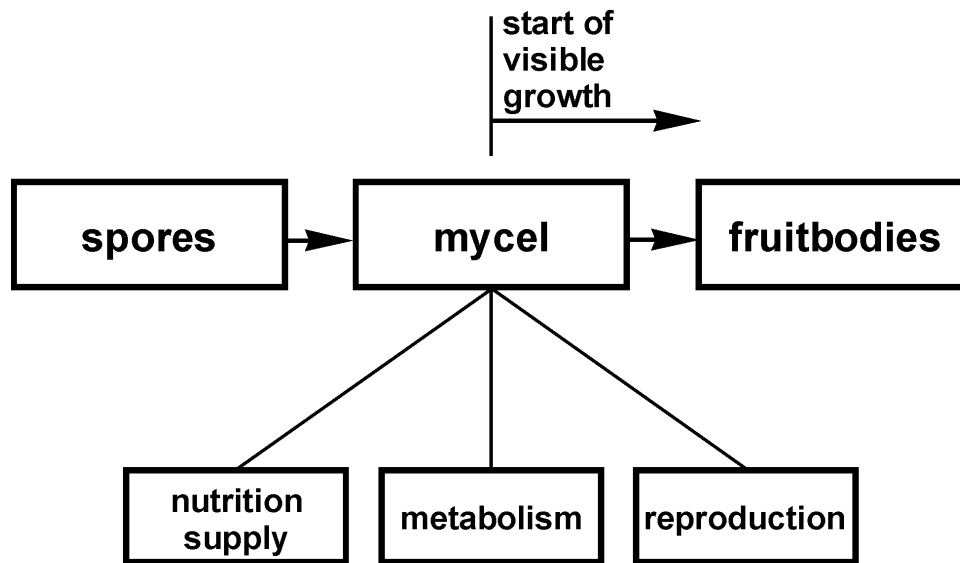 start of
visible
growth
spores
mycel
fruitbodies
nutrition
supply
metabolism
reproduction